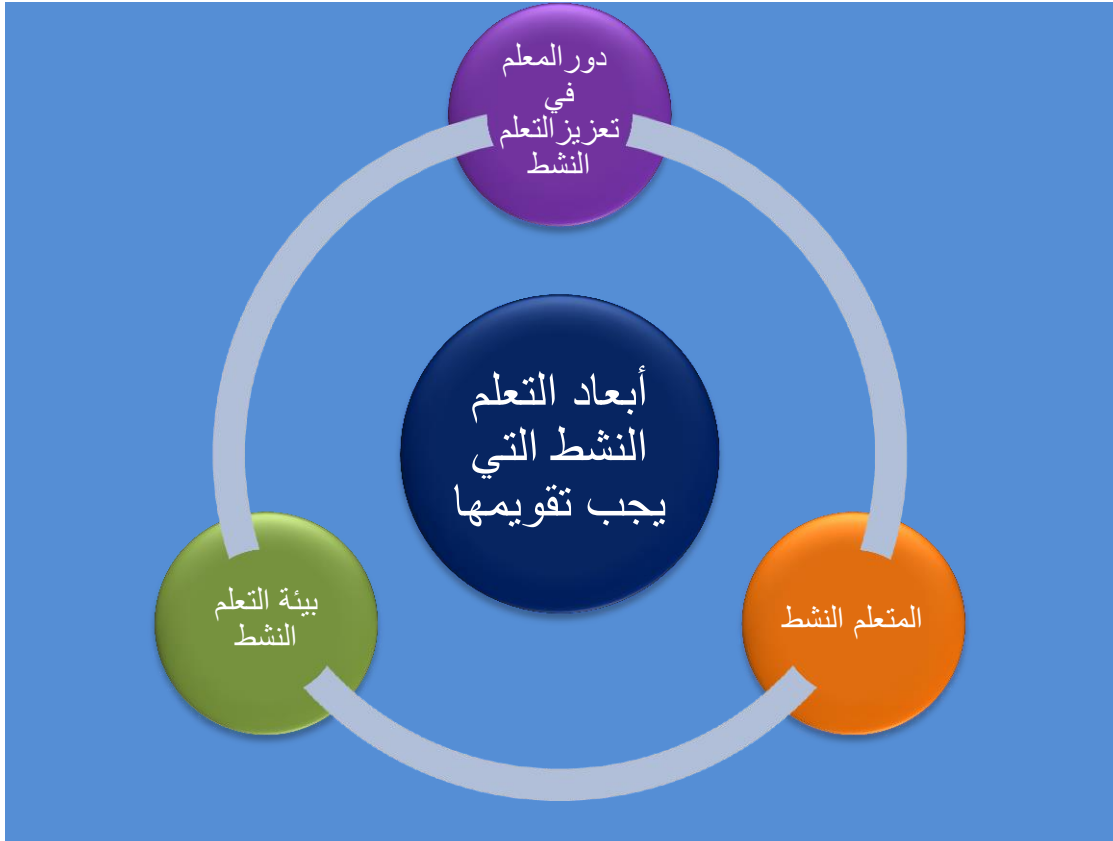 دور المعلم
في
تعزيز التعلم
النشط
أبعاد التعلم
النشط التي
يجب تقويمها
المتعلم النشط
بيئة التعلم
النشط